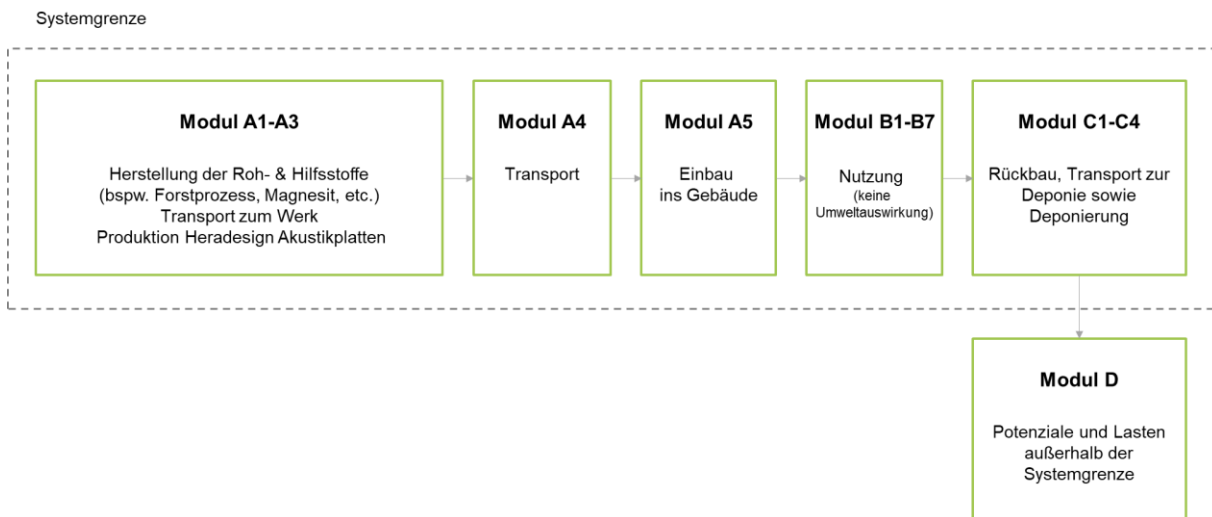 Systemgrenze
Modul A1-A3
Herstellung der Roh- & Hilfsstoffe
(bspw. Forstprozess, Magnesit, etc.)
Transport zum Werk
Produktion Heradesign Akustikplatten
Modul A4
Transport
Modul A5
Einbau
ins Gebäude
Modul B1-B7
Nutzung
(keine
Umweltauswirkung)
Modul C1-C4
Rückbau, Transport zur
Deponie sowie
Deponierung
Modul D
Potenziale und Lasten
außerhalb der
Systemgrenze